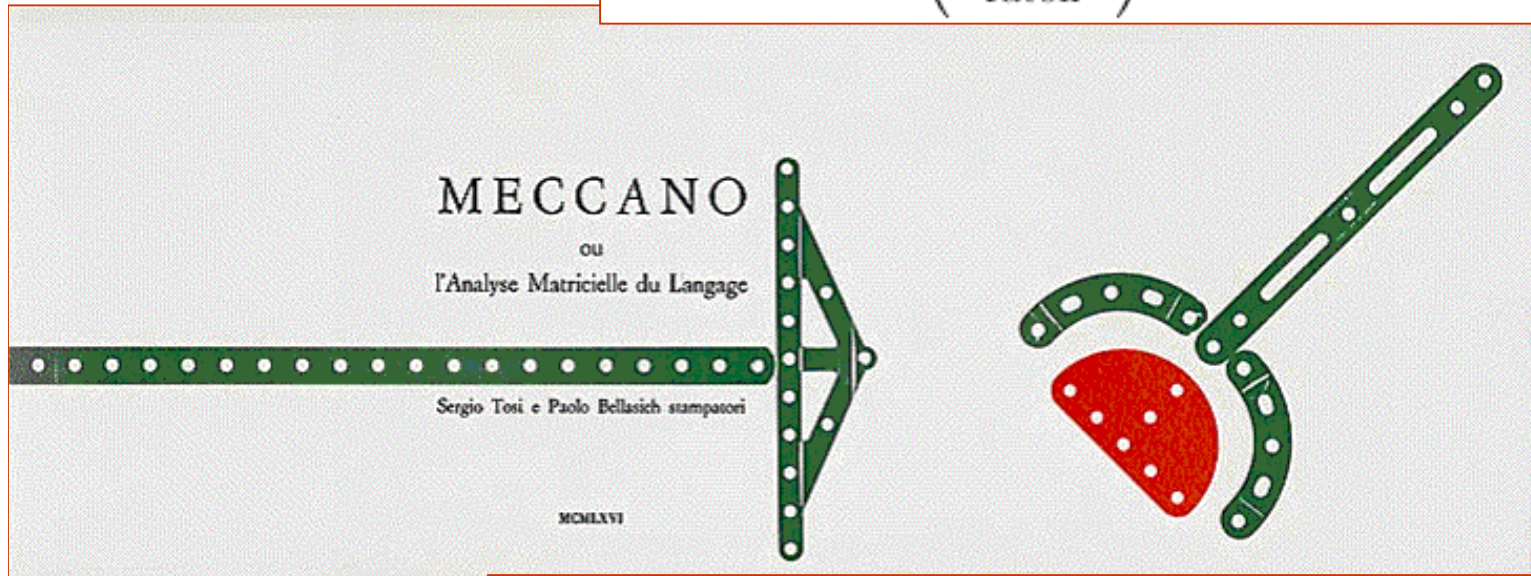 MECCANO
ou
l'Analyse Matricielle du Langage
Sergio Tosi e Paolo Bellasich stampatori
MCMLXVI